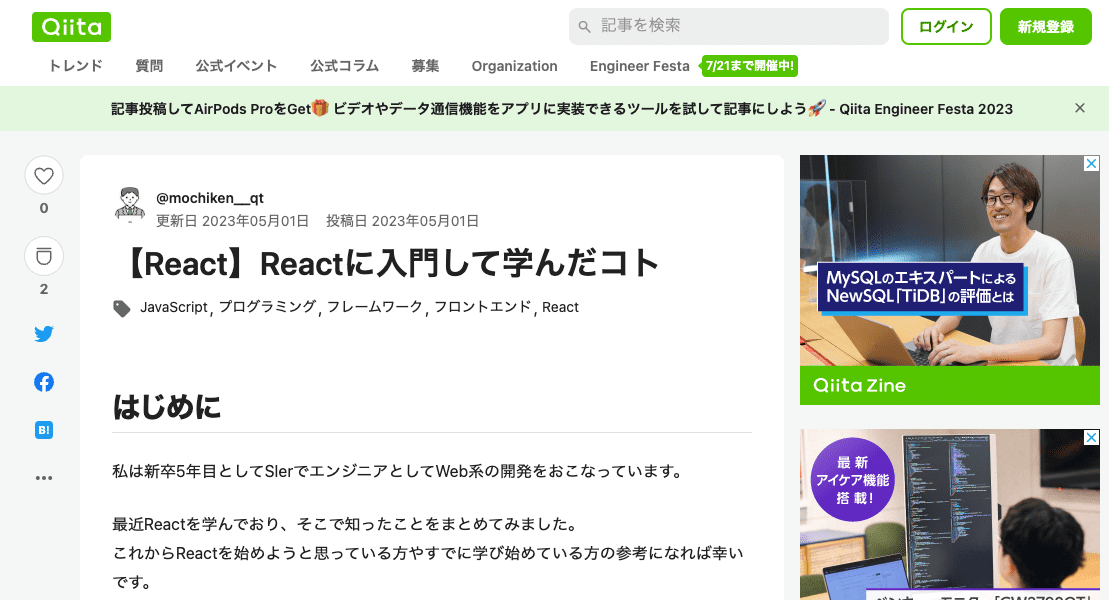 Qiita
記事を検索
ログイン
新規登録
トレンド
質問
公式イベント
公式コラム
募集
Organization
Engineer Festa
7/21まで開催中!
記事投稿してAirPods ProをGet🎁 ビデオやデータ通信機能をアプリに実装できるツールを試して記事にしよう🚀 - Qiita Engineer Festa 2023
0
2
B!
@mochiken__qt
更新日 2023年05月01日 投稿日 2023年05月01日
【React】Reactに入門して学んだコト
JavaScript, プログラミング, フレームワーク, フロントエンド, React
はじめに
私は新卒5年目としてSIerでエンジニアとしてWeb系の開発をおこなっています。
最近Reactを学んでおり、そこで知ったことをまとめてみました。
これからReactを始めようと思っている方やすでに学び始めている方の参考になれば幸い
です。
MySQLのエキスパートによる
NewSQL「TiDB」の評価とは
Qiita Zine
最新
アイケア機能
搭載!